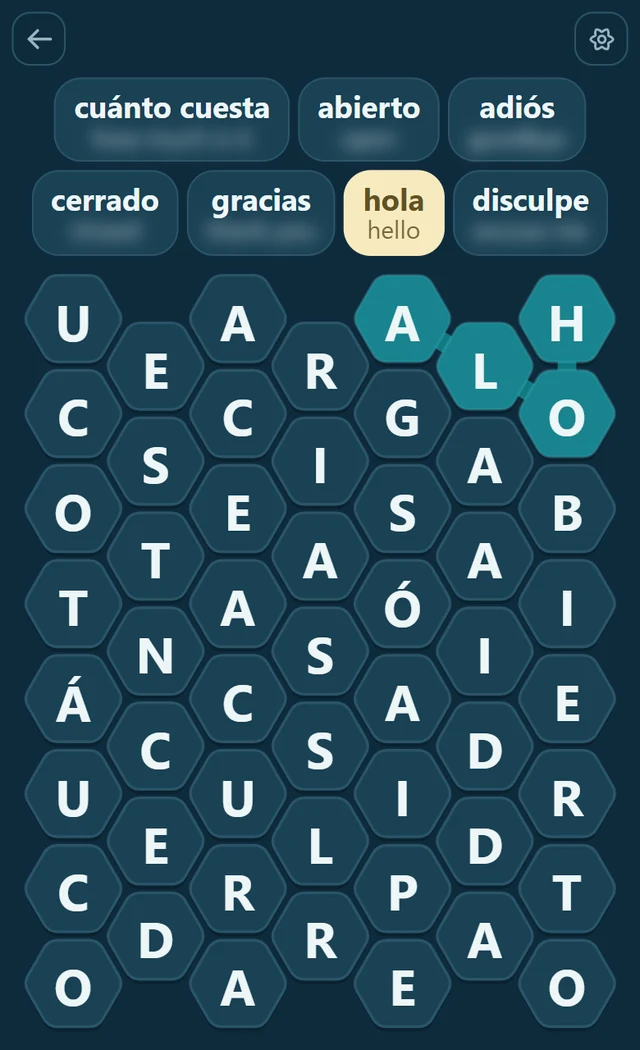 cuánto cuesta
abierto
adiós
cerrado
gracias
hola
hello
disculpe
U A A H
E R L
C C G O
S I A
O E S B
T A A
T A Ó I
N S I
Á C A E
C S D
U U I R
E L D
C R P T
D R A
O A E O